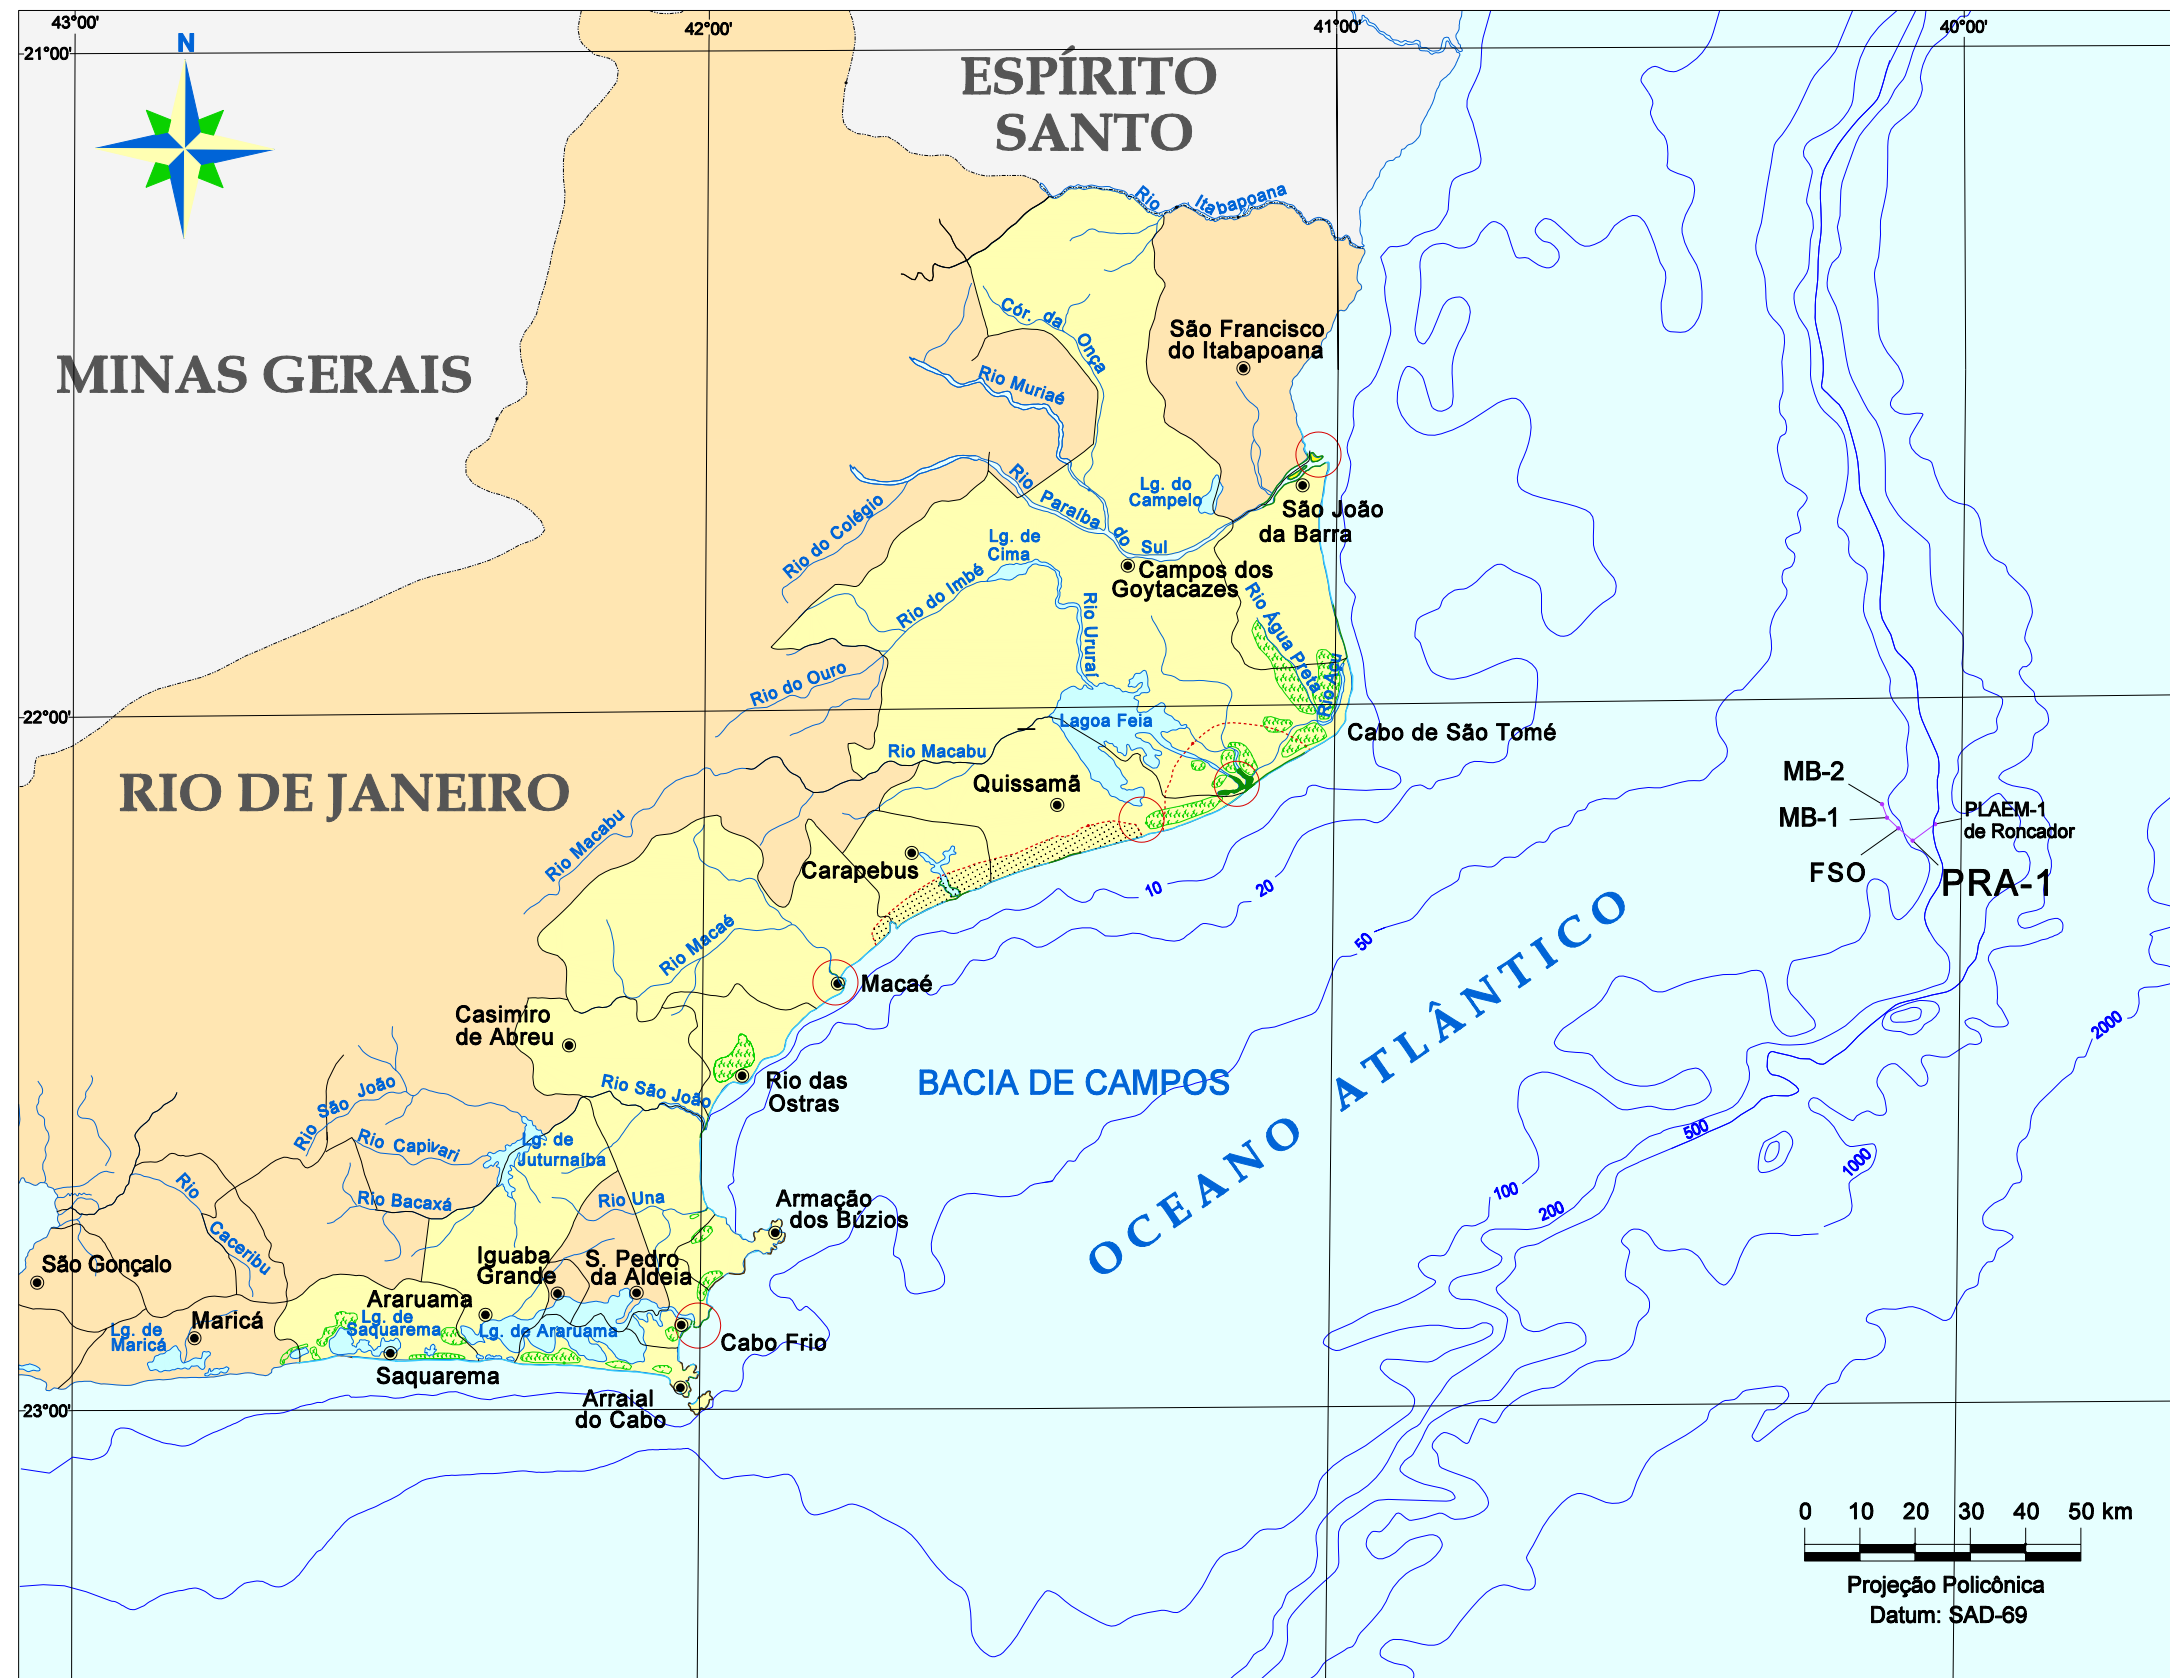 43°00'
42°00'
41°00'
40°00'
21°00'
N
ESPÍRITO
SANTO
Rio
Itabapoana
Cór. da
Onça
São Francisco
do Itabapoana
MINAS GERAIS
Rio Muriaé
Rio Paraíba do Sul
Lg. do
Campelo
São João
da Barra
Rio do Colégio
Lg. de
Cima
Campos dos
Goytacazes
Rio do Imbé
Rio Ururaí
Rio Água Preta
Rio Açu
Rio do Ouro
22°00'
Lagoa Feia
Cabo de São Tomé
Rio Macabu
Quissamã
RIO DE JANEIRO
MB-2
MB-1
PLAEM-1
de Roncador
FSO
PRA-1
Rio Macabu
Carapebus
10
20
50
Rio Macaé
Macaé
OCEANO ATLÂNTICO
Casimiro
de Abreu
2000
BACIA DE CAMPOS
Rio das
Ostras
Rio São João
Rio São João
500
1000
Rio Capivari
Lg. de
Juturnaíba
100
200
Rio Bacaxá
Rio Una
Armação
dos Búzios
Rio
Caceribu
São Gonçalo
Iguaba
Grande
S. Pedro
da Aldeia
Araruama
Maricá
Lg. de
Maricá
Lg. de
Saquarema
Lg. de Araruama
Cabo Frio
Saquarema
Arraial
do Cabo
23°00'
0 10 20 30 40 50 km
Projeção Policônica
Datum: SAD-69